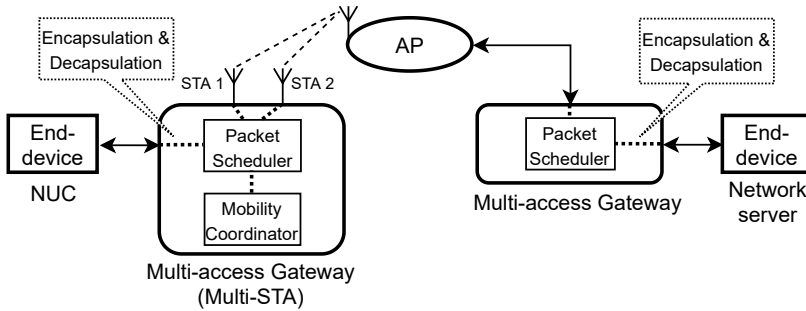 Encapsulation &
Decapsulation
STA 1
STA 2
AP
Encapsulation &
Decapsulation
End-
device
NUC
Packet
Scheduler
Mobility
Coordinator
Multi-access Gateway
(Multi-STA)
Packet
Scheduler
Multi-access Gateway
End-
device
Network
server